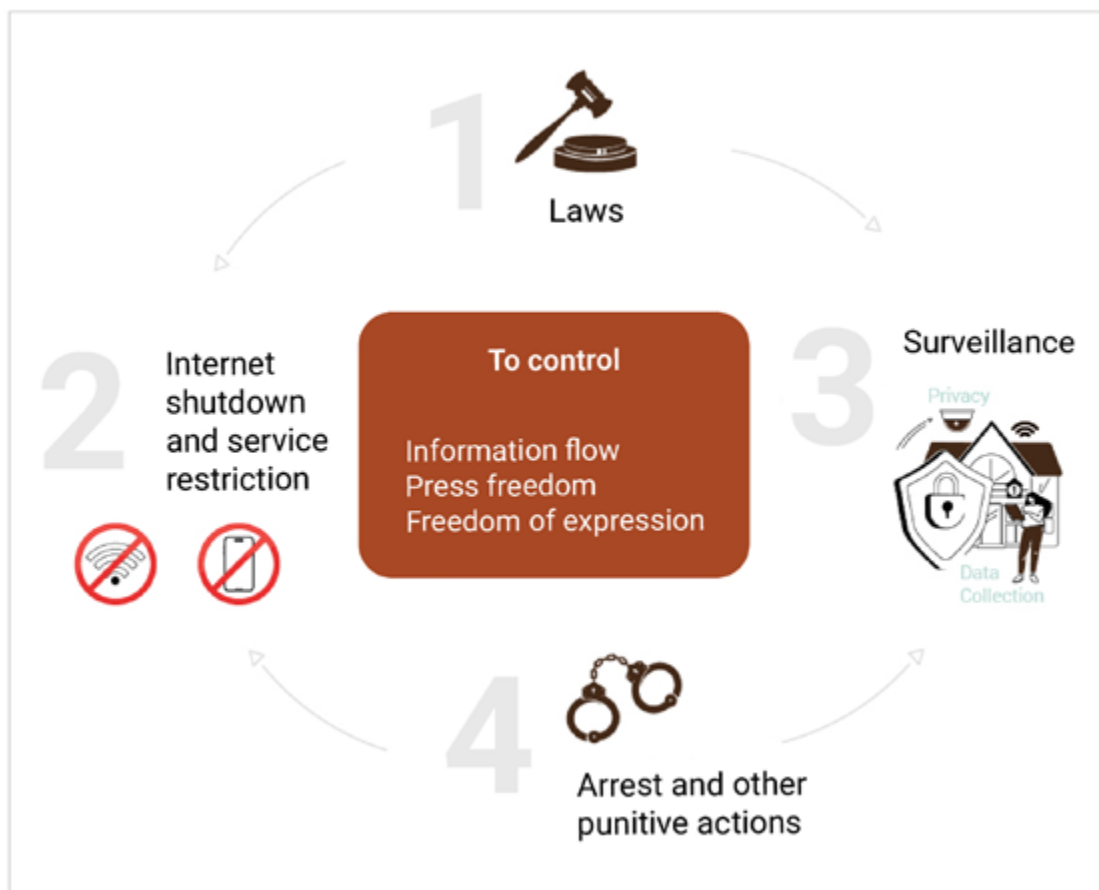 1
Laws
2
Internet
shutdown
and service
restriction
To control
Information flow
Press freedom
Freedom of expression
3
Surveillance
Privacy
Data
Collection
4
Arrest and other
punitive actions